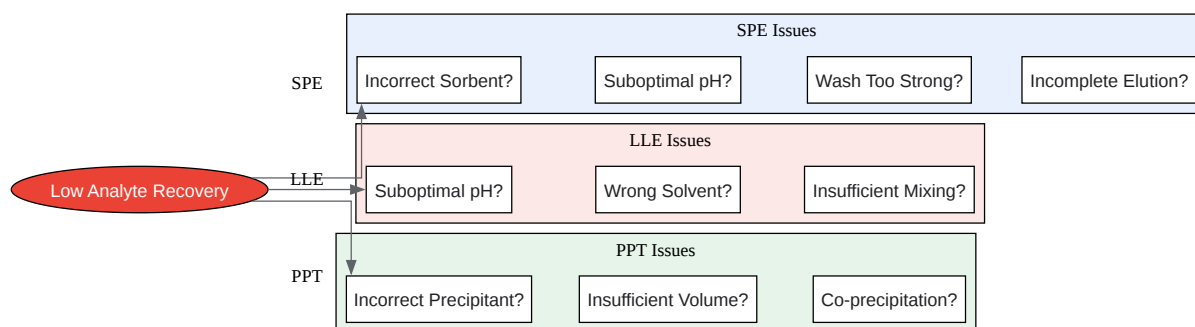 SPE Issues
SPE
Incorrect Sorbent?
Suboptimal pH?
Wash Too Strong?
Incomplete Elution?
LLE Issues
Low Analyte Recovery
LLE
Suboptimal pH?
Wrong Solvent?
Insufficient Mixing?
PPT Issues
PPT
Incorrect Precipitant?
Insufficient Volume?
Co-precipitation?